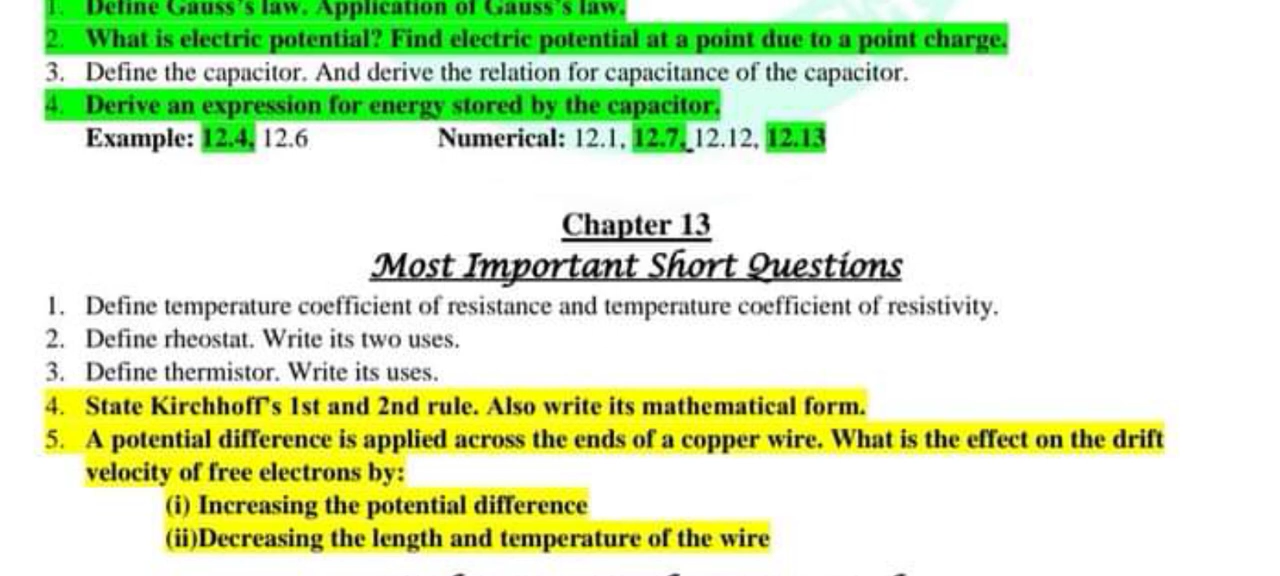 1. Define Gauss's law. Application of Gauss's law.
2. What is electric potential? Find electric potential at a point due to a point charge.
3. Define the capacitor. And derive the relation for capacitance of the capacitor.
4. Derive an expression for energy stored by the capacitor.
Example: 12.4, 12.6 Numerical: 12.1, 12.7, 12.12, 12.13
Chapter 13
Most Important Short Questions
1. Define temperature coefficient of resistance and temperature coefficient of resistivity.
2. Define rheostat. Write its two uses.
3. Define thermistor. Write its uses.
4. State Kirchhoff's 1st and 2nd rule. Also write its mathematical form.
5. A potential difference is applied across the ends of a copper wire. What is the effect on the drift
velocity of free electrons by:
(i) Increasing the potential difference
(ii)Decreasing the length and temperature of the wire